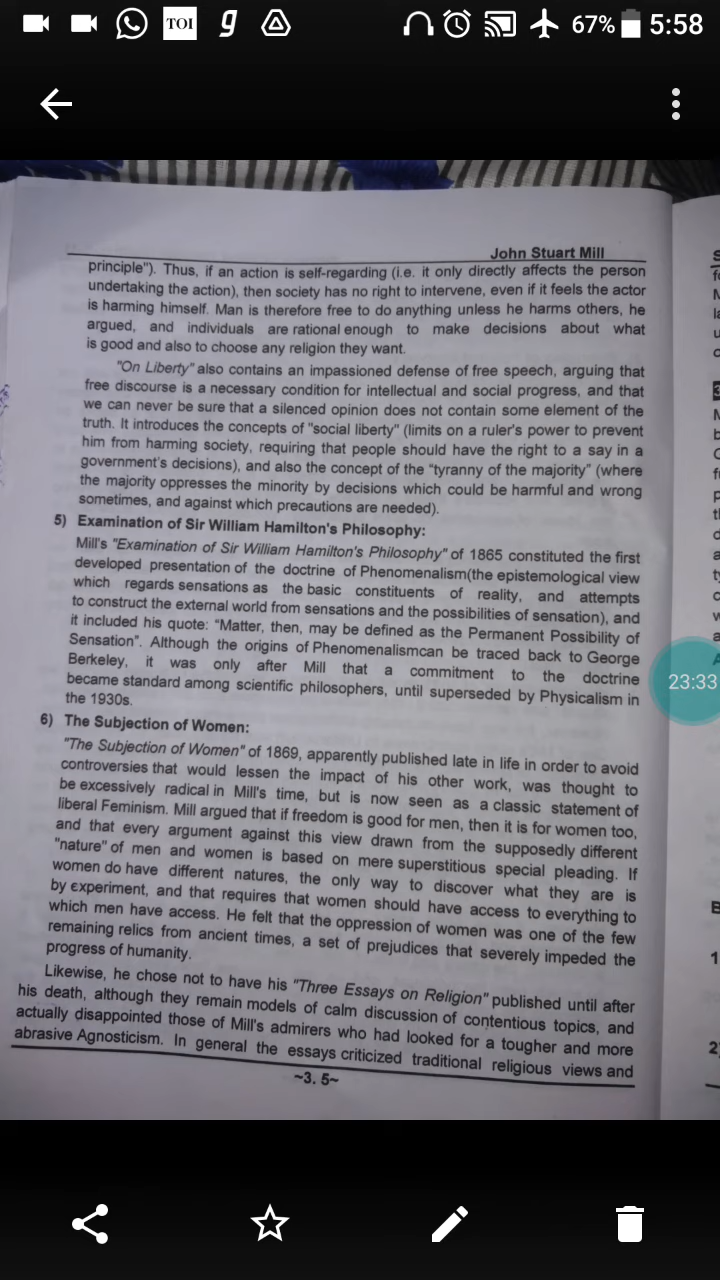 TOI
g
67%
5:58
John Stuart Mill
principle"). Thus, if an action is self-regarding (i.e. it only directly affects the person
undertaking the action), then society has no right to intervene, even if it feels the actor
is harming himself. Man is therefore free to do anything unless he harms others, he
argued, and individuals are rational enough to make decisions about what
is good and also to choose any religion they want.
"On Liberty" also contains an impassioned defense of free speech, arguing that
free discourse is a necessary condition for intellectual and social progress, and that
we can never be sure that a silenced opinion does not contain some element of the
truth. It introduces the concepts of "social liberty" (limits on a ruler's power to prevent
him from harming society, requiring that people should have the right to a say in a
government's decisions), and also the concept of the "tyranny of the majority" (where
the majority oppresses the minority by decisions which could be harmful and wrong
sometimes, and against which precautions are needed).
5) Examination of Sir William Hamilton's Philosophy:
Mill's "Examination of Sir William Hamilton's Philosophy" of 1865 constituted the first
developed presentation of the doctrine of Phenomenalism(the epistemological view
which regards sensations as the basic constituents of reality, and attempts
to construct the external world from sensations and the possibilities of sensation), and
it included his quote: "Matter, then, may be defined as the Permanent Possibility of
Sensation". Although the origins of Phenomenalismcan be traced back to George
Berkeley, it was only after Mill that a commitment to the doctrine
became standard among scientific philosophers, until superseded by Physicalism in
the 1930s.
23:33
6) The Subjection of Women:
"The Subjection of Women" of 1869, apparently published late in life in order to avoid
controversies that would lessen the impact of his other work, was thought to
be excessively radical in Mill's time, but is now seen as a classic statement of
liberal Feminism. Mill argued that if freedom is good for men, then it is for women too,
and that every argument against this view drawn from the supposedly different
"nature" of men and women is based on mere superstitious special pleading. If
women do have different natures, the only way to discover what they are is
by experiment, and that requires that women should have access to everything to
which men have access. He felt that the oppression of women was one of the few
remaining relics from ancient times, a set of prejudices that severely impeded the
progress of humanity.
Likewise, he chose not to have his "Three Essays on Religion" published until after
his death, although they remain models of calm discussion of contentious topics, and
actually disappointed those of Mill's admirers who had looked for a tougher and more
abrasive Agnosticism. In general the essays criticized traditional religious views and
~3. 5~